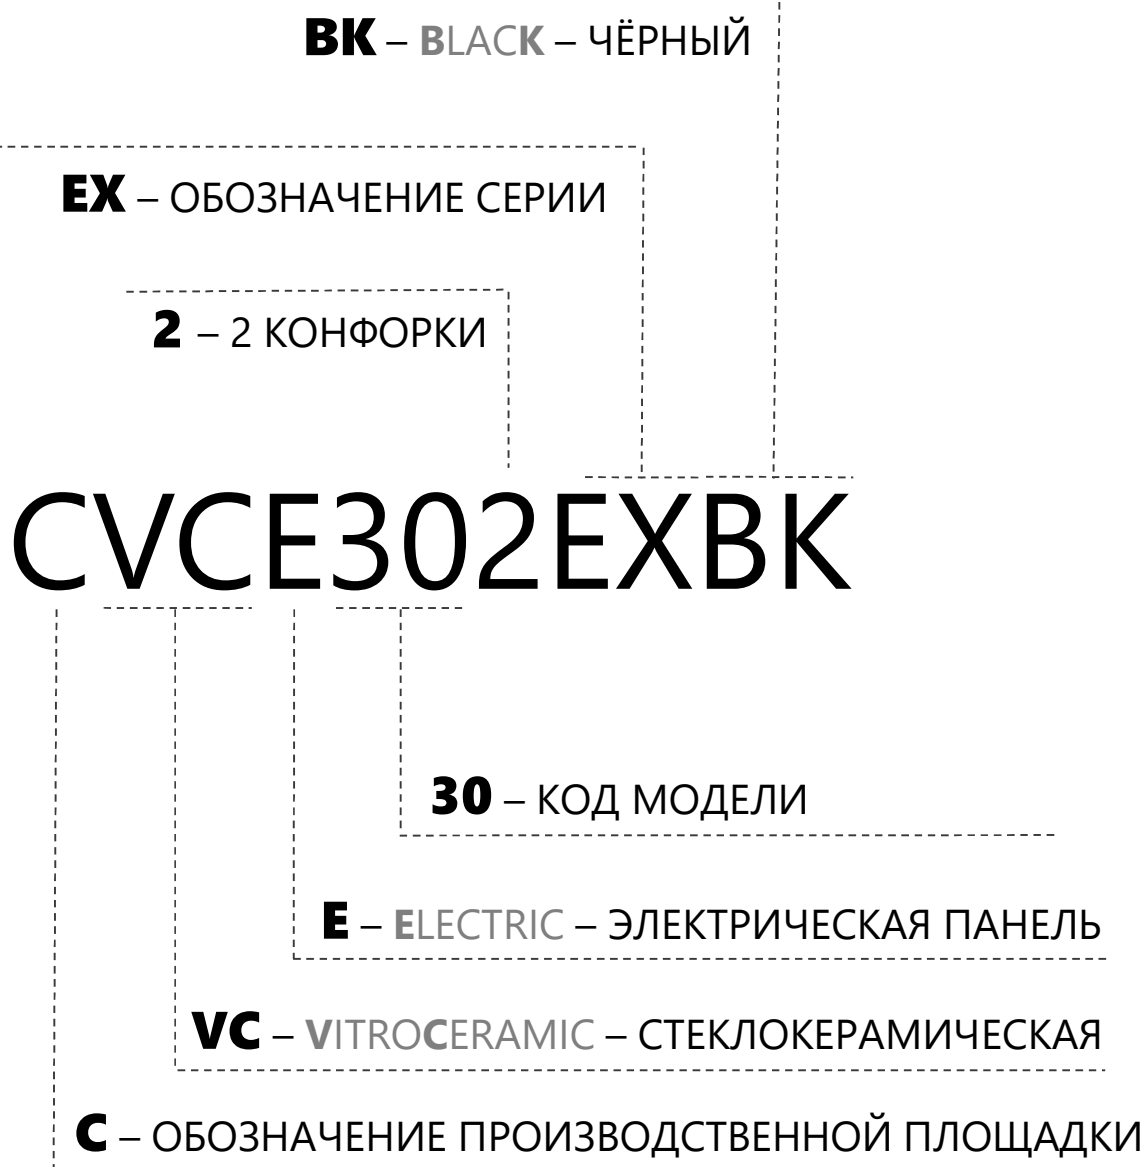 BK – BLACK – ЧЁРНЫЙ
EX – ОБОЗНАЧЕНИЕ СЕРИИ
2 – 2 КОНФОРКИ
CVCE302EXBK
30 – КОД МОДЕЛИ
E – ELECTRIC – ЭЛЕКТРИЧЕСКАЯ ПАНЕЛЬ
VC – VITROCERAMIC – СТЕКЛОКЕРАМИЧЕСКАЯ
C – ОБОЗНАЧЕНИЕ ПРОИЗВОДСТВЕННОЙ ПЛОЩАДКИ